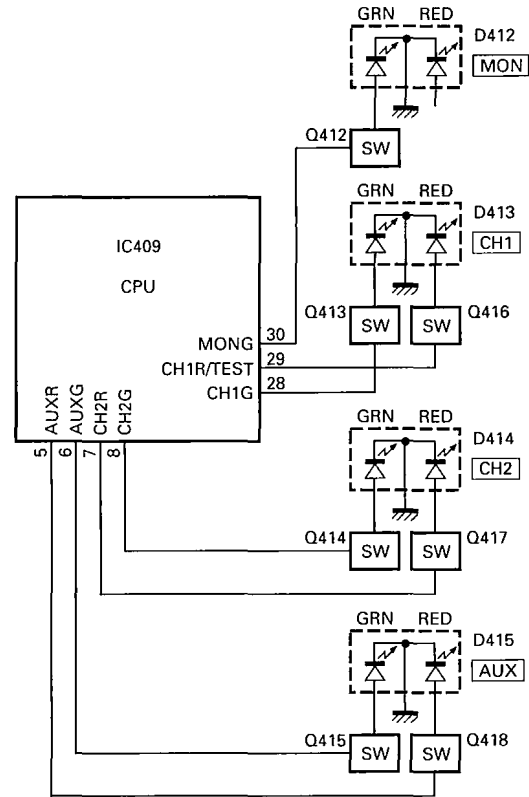 GRN RED D412
MON
Q412 SW
GRN RED D413
CH1
Q413 SW SW Q416
IC409
CPU
MONG 30
CH1R/TEST 29
CH1G 28
AUXR 5
AUXG 6
CH2R 7
CH2G 8
GRN RED D414
CH2
Q414 SW SW Q417
GRN RED D415
AUX
Q415 SW SW Q418